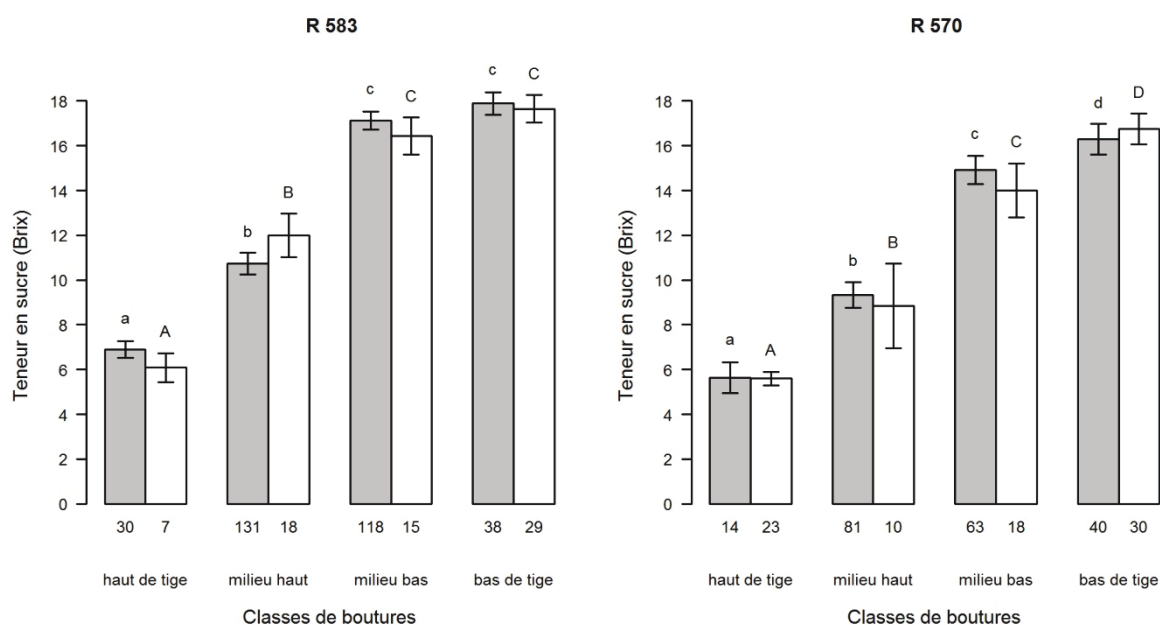 R 583
c C
c C
b B
a A
Teneur en sucre (Brix)
18
16
14
12
10
8
6
4
2
0
30 7 131 18 118 15 38 29
haut de tige milieu haut milieu bas bas de tige
Classes de boutures
R 570
d D
c C
b B
a A
Teneur en sucre (Brix)
18
16
14
12
10
8
6
4
2
0
14 23 81 10 63 18 40 30
haut de tige milieu haut milieu bas bas de tige
Classes de boutures